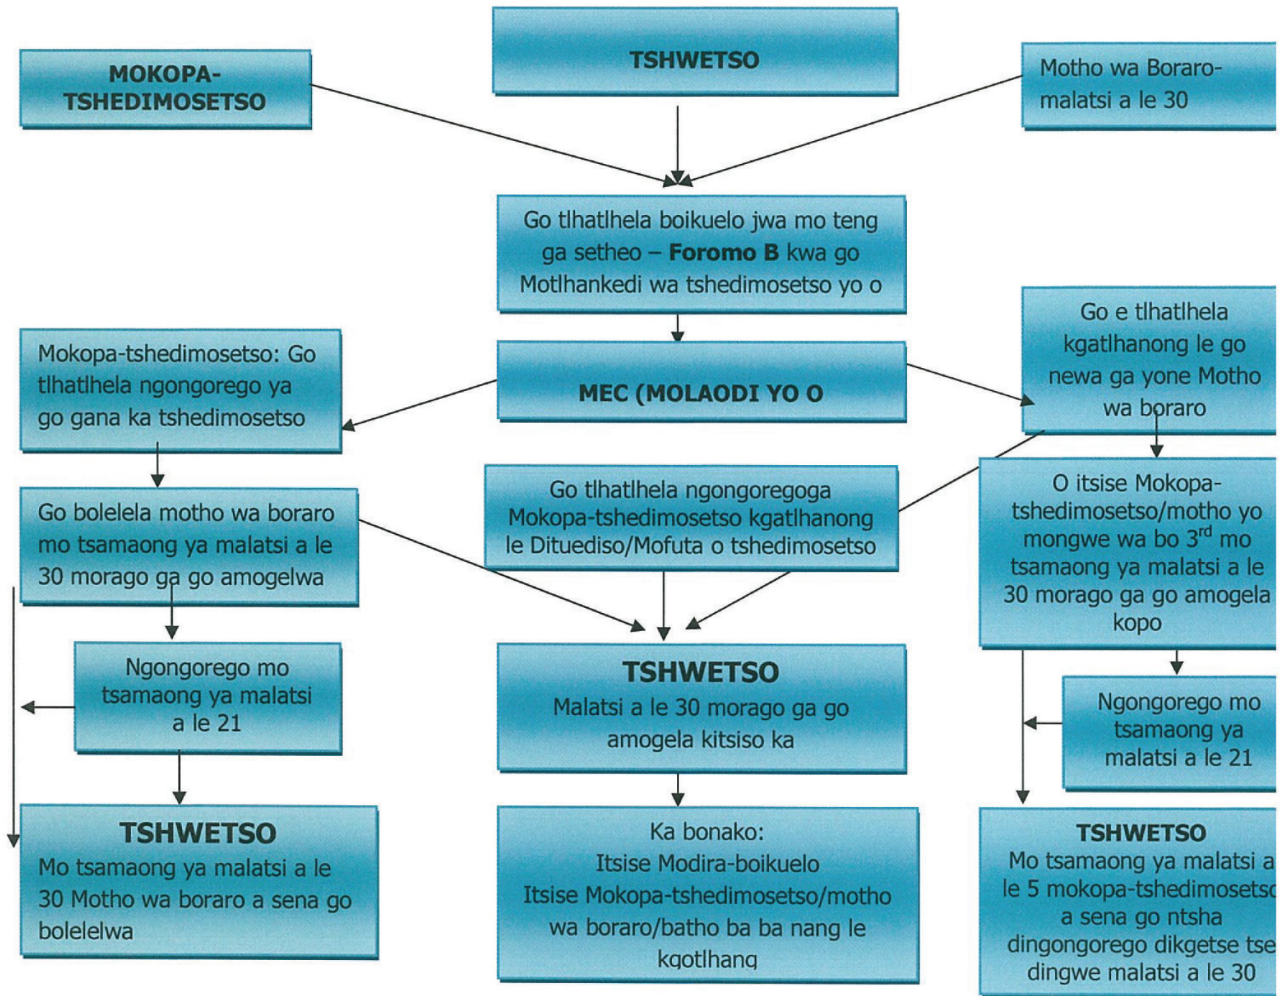 MOKOPA-
TSHEDIMOSETSO
TSHWETSO
Motho wa Boraro-
malatsi a le 30
Go tlhatlhela boikuelo jwa mo teng
ga setheo – Foromo B kwa go
Motlhankedi wa tshedimosetso yo o
Mokopa-tshedimosetso: Go
tlhatlhela ngongorego ya
go gana ka tshedimosetso
MEC (MOLAODI YO O
Go e tlhatlhela
kgatlhanong le go
newa ga yone Motho
wa boraro
Go bolelela motho wa boraro
mo tsamaong ya malatsi a le
30 morago ga go amogelwa
Go tlhatlhela ngongoregoga
Mokopa-tshedimosetso kgatlhanong
le Dituediso/Mofuta o tshedimosetso
O itsise Mokopa-
tshedimosetso/motho yo
mongwe wa bo 3rd mo
tsamaong ya malatsi a le
30 morago ga go amogela
kopo
Ngongorego mo
tsamaong ya malatsi
a le 21
TSHWETSO
Malatsi a le 30 morago ga go
amogela kitsiso ka
Ngongorego mo
tsamaong ya
malatsi a le 21
TSHWETSO
Mo tsamaong ya malatsi a le
30 Motho wa boraro a sena go
bolelelwa
Ka bonako:
Itsise Modira-boikuelo
Itsise Mokopa-tshedimosetso/motho
wa boraro/batho ba ba nang le
kgotlhang
TSHWETSO
Mo tsamaong ya malatsi a
le 5 mokopa-tshedimosetso
a sena go ntsha
dingongorego dikgetse tse
dingwe malatsi a le 30